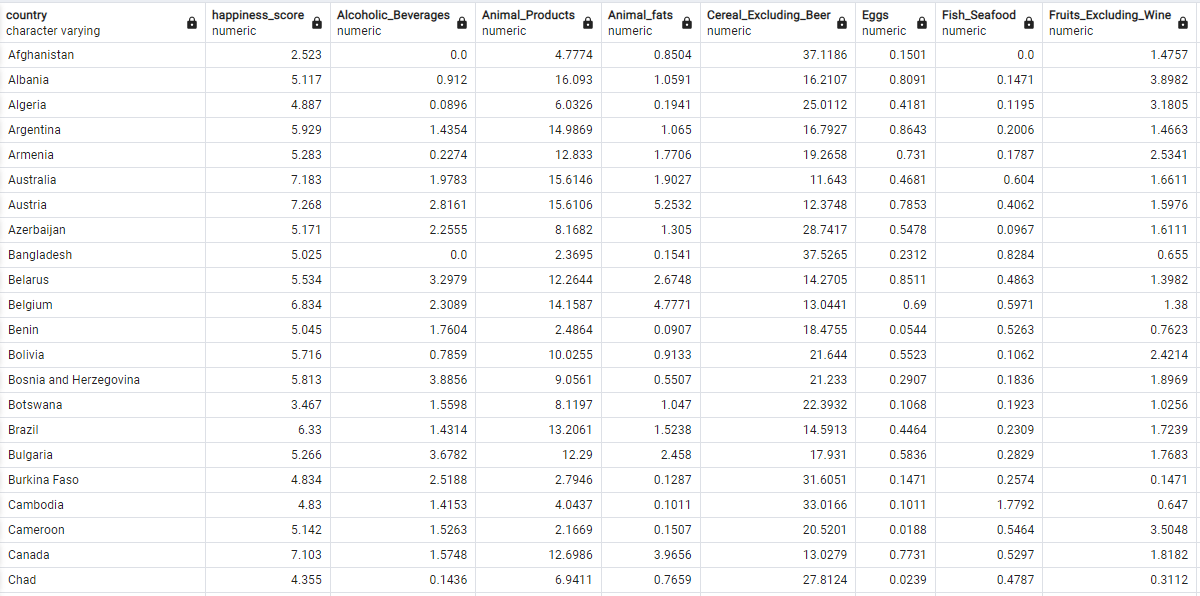 country happiness_score Alcoholic_Beverages Animal_Products Animal_fats Cereal_Excluding_Beer Eggs Fish_Seafood Fruits_Excluding_Wine
character varying numeric numeric numeric numeric numeric numeric numeric numeric
Afghanistan 2.523 0.0 4.7774 0.8504 37.1186 0.1501 0.0 1.4757
Albania 5.117 0.912 16.093 1.0591 16.2107 0.8091 0.1471 3.8982
Algeria 4.887 0.0896 6.0326 0.1941 25.0112 0.4181 0.1195 3.1805
Argentina 5.929 1.4354 14.9869 1.065 16.7927 0.8643 0.2006 1.4663
Armenia 5.283 0.2274 12.833 1.7706 19.2658 0.731 0.1787 2.5341
Australia 7.183 1.9783 15.6146 1.9027 11.643 0.4681 0.604 1.6611
Austria 7.268 2.8161 15.6106 5.2532 12.3748 0.7853 0.4062 1.5976
Azerbaijan 5.171 2.2555 8.1682 1.305 28.7417 0.5478 0.0967 1.6111
Bangladesh 5.025 0.0 2.3695 0.1541 37.5265 0.2312 0.8284 0.655
Belarus 5.534 3.2979 12.2644 2.6748 14.2705 0.8511 0.4863 1.3982
Belgium 6.834 2.3089 14.1587 4.7771 13.0441 0.69 0.5971 1.38
Benin 5.045 1.7604 2.4864 0.0907 18.4755 0.0544 0.5263 0.7623
Bolivia 5.716 0.7859 10.0255 0.9133 21.644 0.5523 0.1062 2.4214
Bosnia and Herzegovina 5.813 3.8856 9.0561 0.5507 21.233 0.2907 0.1836 1.8969
Botswana 3.467 1.5598 8.1197 1.047 22.3932 0.1068 0.1923 1.0256
Brazil 6.33 1.4314 13.2061 1.5238 14.5913 0.4464 0.2309 1.7239
Bulgaria 5.266 3.6782 12.29 2.458 17.931 0.5836 0.2829 1.7683
Burkina Faso 4.834 2.5188 2.7946 0.1287 31.6051 0.1471 0.2574 0.1471
Cambodia 4.83 1.4153 4.0437 0.1011 33.0166 0.1011 1.7792 0.647
Cameroon 5.142 1.5263 2.1669 0.1507 20.5201 0.0188 0.5464 3.5048
Canada 7.103 1.5748 12.6986 3.9656 13.0279 0.7731 0.5297 1.8182
Chad 4.355 0.1436 6.9411 0.7659 27.8124 0.0239 0.4787 0.3112